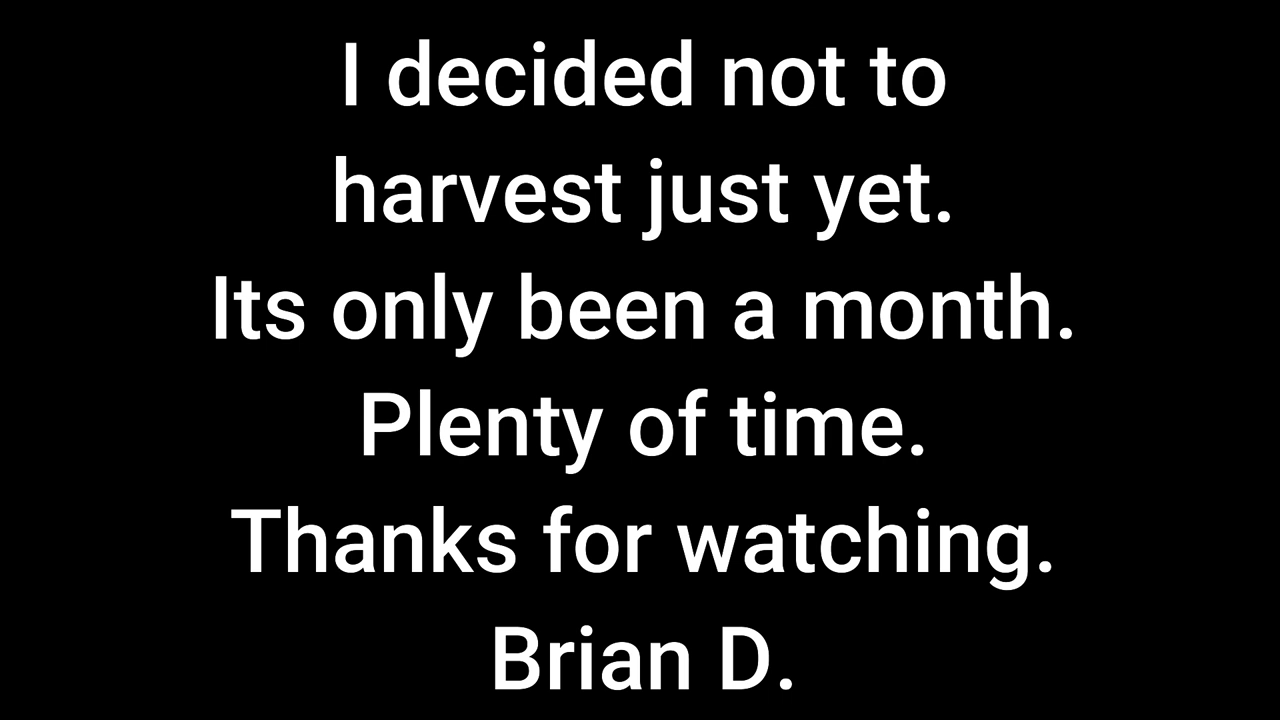 I decided not to
harvest just yet.
Its only been a month.
Plenty of time.
Thanks for watching.
Brian D.